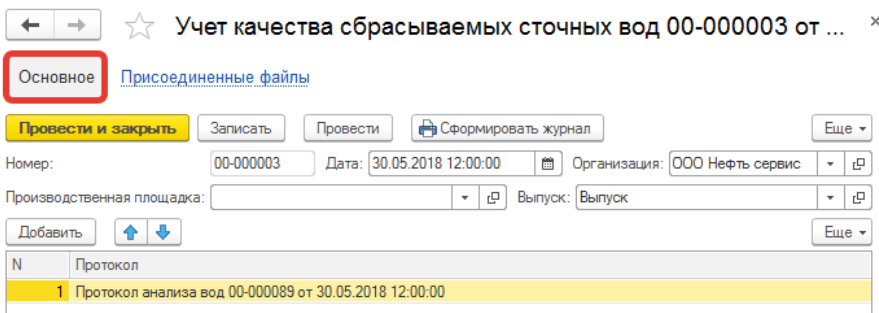 Учет качества сбрасываемых сточных вод 00-000003 от ...
Основное Присоединенные файлы
Провести и закрыть Записать Провести Сформировать журнал Еще
Номер: 00-000003 Дата: 30.05.2018 12:00:00 Организация: ООО Нефть сервис
Производственная площадка: Выпуск: Выпуск
Добавить Еще
N Протокол
1 Протокол анализа вод 00-000089 от 30.05.2018 12:00:00